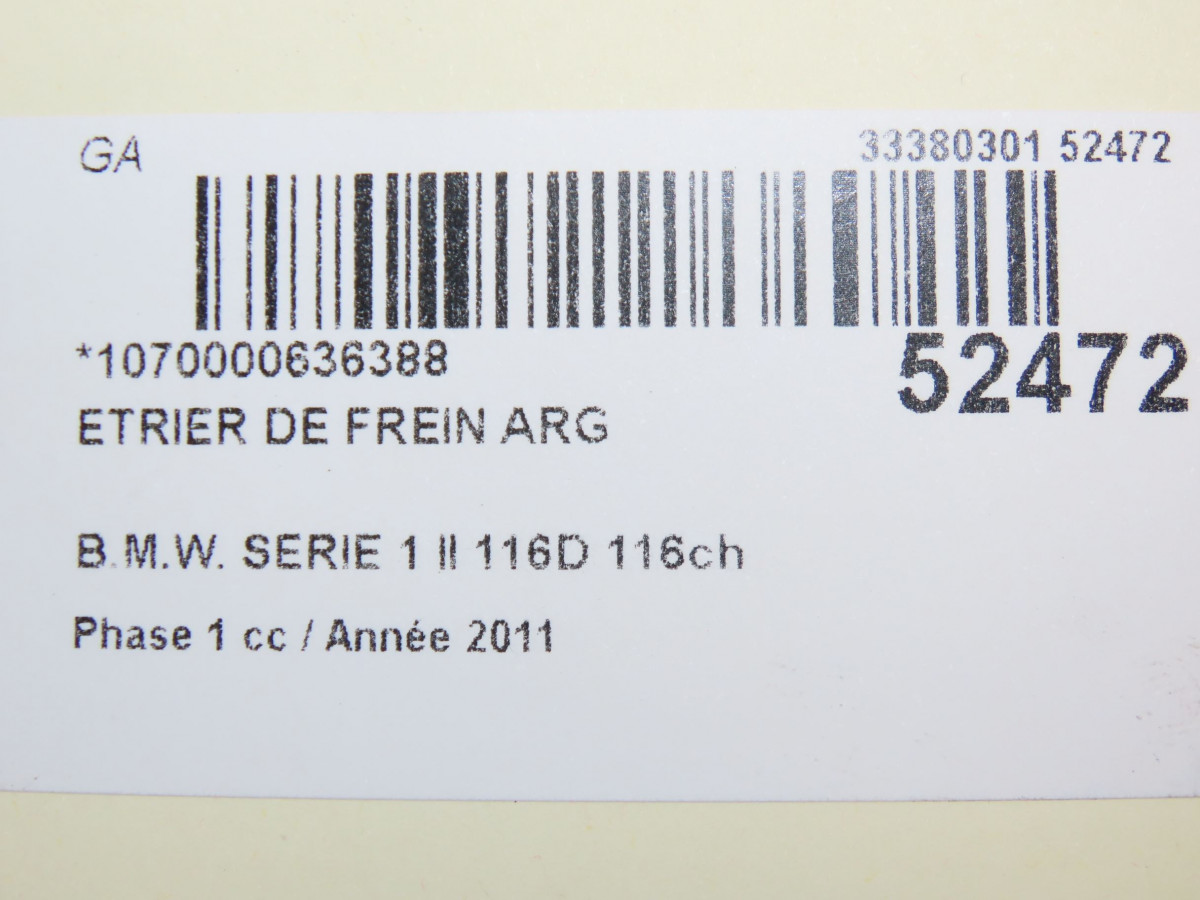 GA
33380301 52472
*1070000636388
52472
ETRIER DE FREIN ARG
B.M.W. SERIE 1 II 116D 116ch
Phase 1 cc / Année 2011